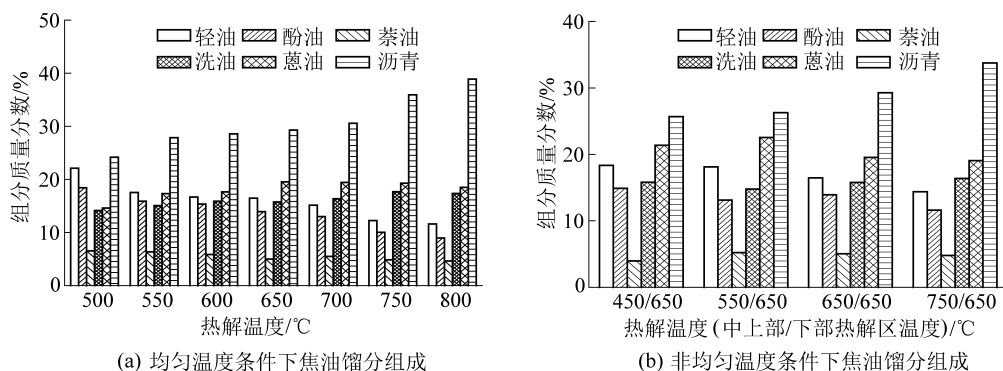 50
40
30
20
10
0
组分质量分数/%
轻油 酚油 萘油
洗油 蒽油 沥青
500 550 600 650 700 750 800
热解温度/℃
(a) 均匀温度条件下焦油馏分组成
40
30
20
10
0
组分质量分数/%
轻油 酚油 萘油
洗油 蒽油 沥青
450/650 550/650 650/650 750/650
热解温度(中上部/下部热解区温度)/℃
(b) 非均匀温度条件下焦油馏分组成